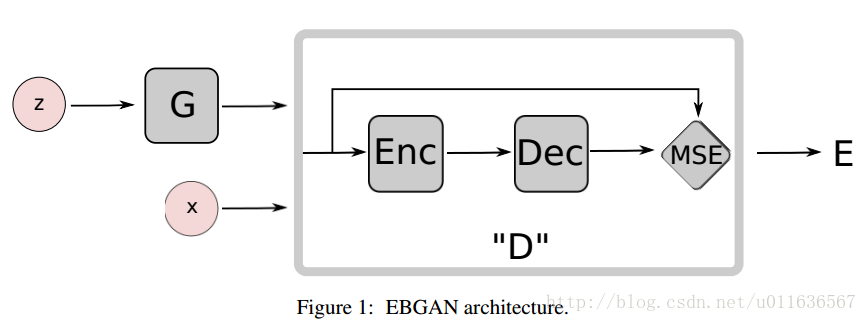 z
G
Enc
Dec
MSE
E
x
"D"
Figure 1: EBGAN architecture.
http://blog.csdn.net/u011636567